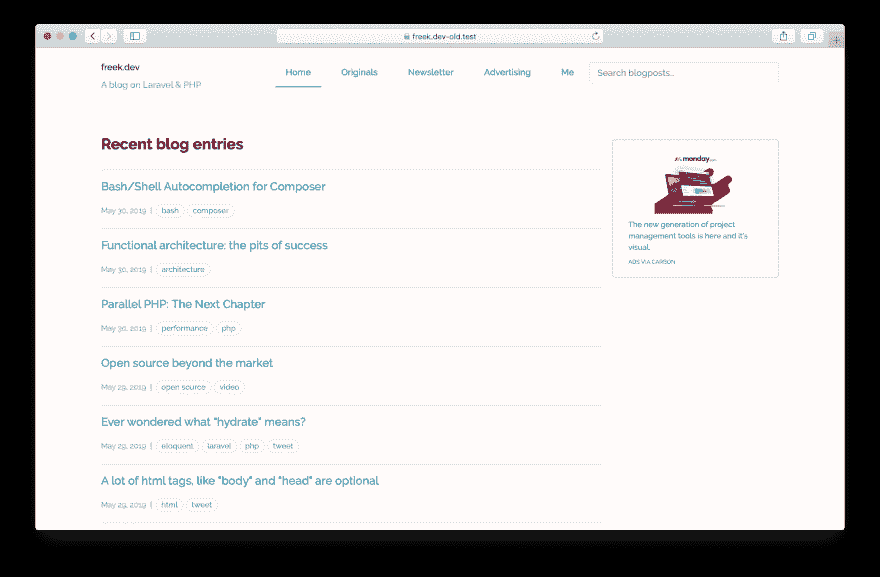 freek.dev-old.test
freek.dev
A blog on Laravel & PHP
Home Originals Newsletter Advertising Me Search blogposts..
Recent blog entries
Bash/Shell Autocompletion for Composer
May 30, 2019 | bash composer
Functional architecture: the pits of success
May 30, 2019 | architecture
Parallel PHP: The Next Chapter
May 30, 2019 | performance php
Open source beyond the market
May 29, 2019 | open source video
Ever wondered what "hydrate" means?
May 29, 2019 | eloquent laravel php tweet
A lot of html tags, like "body" and "head" are optional
May 29, 2019 | html tweet
monday.com
The new generation of project
management tools is here and it's
visual.
ADS VIA CARBON